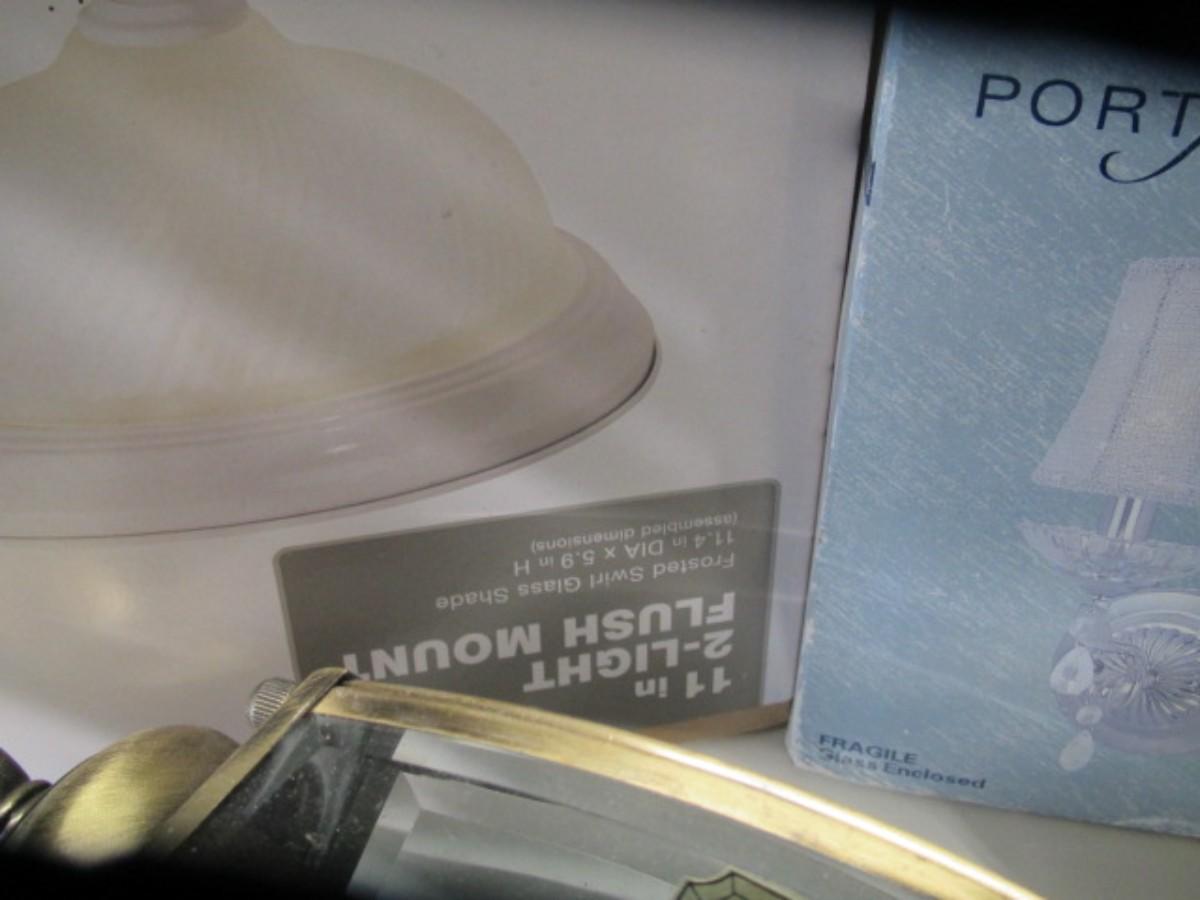 11 in
2-LIGHT
FLUSH MOUNT
Frosted Swirl Glass Shade
11.4 in DIA x 5.9 in H
(assembled dimensions)
PORT
FRAGILE
Glass Enclosed